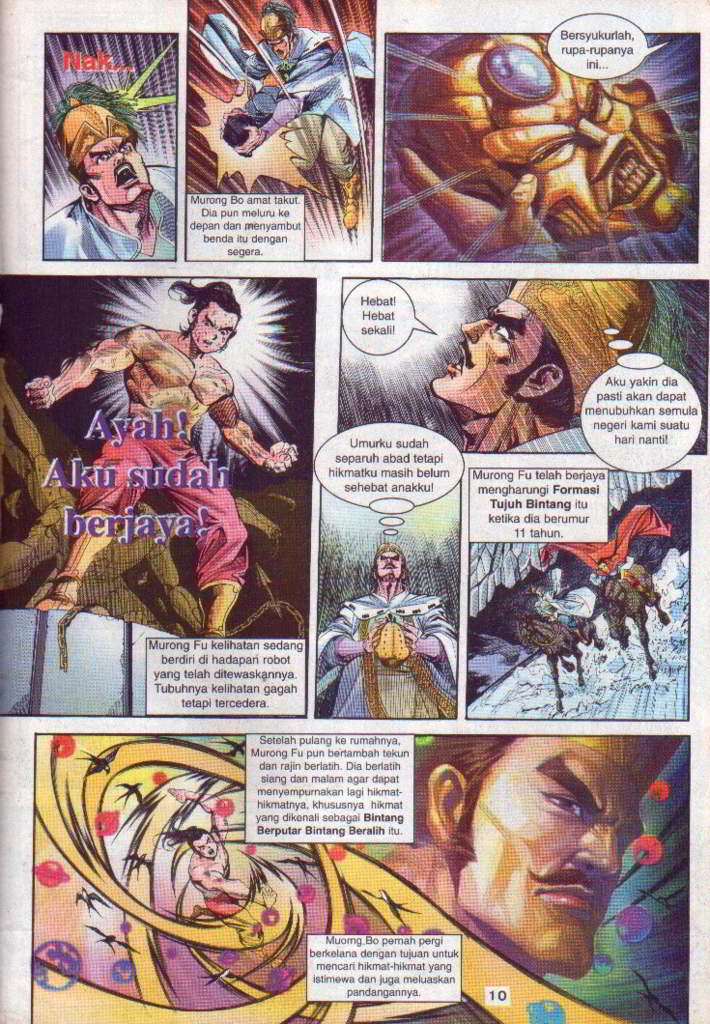 Nak...
Murong Bo amat takut.
Dia pun meluru ke
depan dan menyambut
benda itu dengan
segera.
Bersyukurlah,
rupa-rupanya
ini...
Ayah!
Aku sudah
berjaya!
Murong Fu kelihatan sedang
berdiri di hadapan robot
yang telah ditewaskannya.
Tubuhnya kelihatan gagah
tetapi tercedera.
Hebat!
Hebat
sekali!
Aku yakin dia
pasti akan dapat
menubuhkan semula
negeri kami suatu
hari nanti!
Umurku sudah
separuh abad tetapi
hikmatku masih belum
sehebat anakku!
Murong Fu telah berjaya
mengharungi Formasi
Tujuh Bintang itu
ketika dia berumur
11 tahun.
Setelah pulang ke rumahnya,
Murong Fu pun bertambah tekun
dan rajin berlatih. Dia berlatih
siang dan malam agar dapat
menyempurnakan lagi hikmat-
hikmatnya, khususnya hikmat
yang dikenali sebagai Bintang
Berputar Bintang Beralih itu.
Muorng,Bo pernah pergi
berkelana dengan tujuan untuk
mencari hikmat-hikmat yang
istimewa dan juga meluaskan
pandangannya.
10